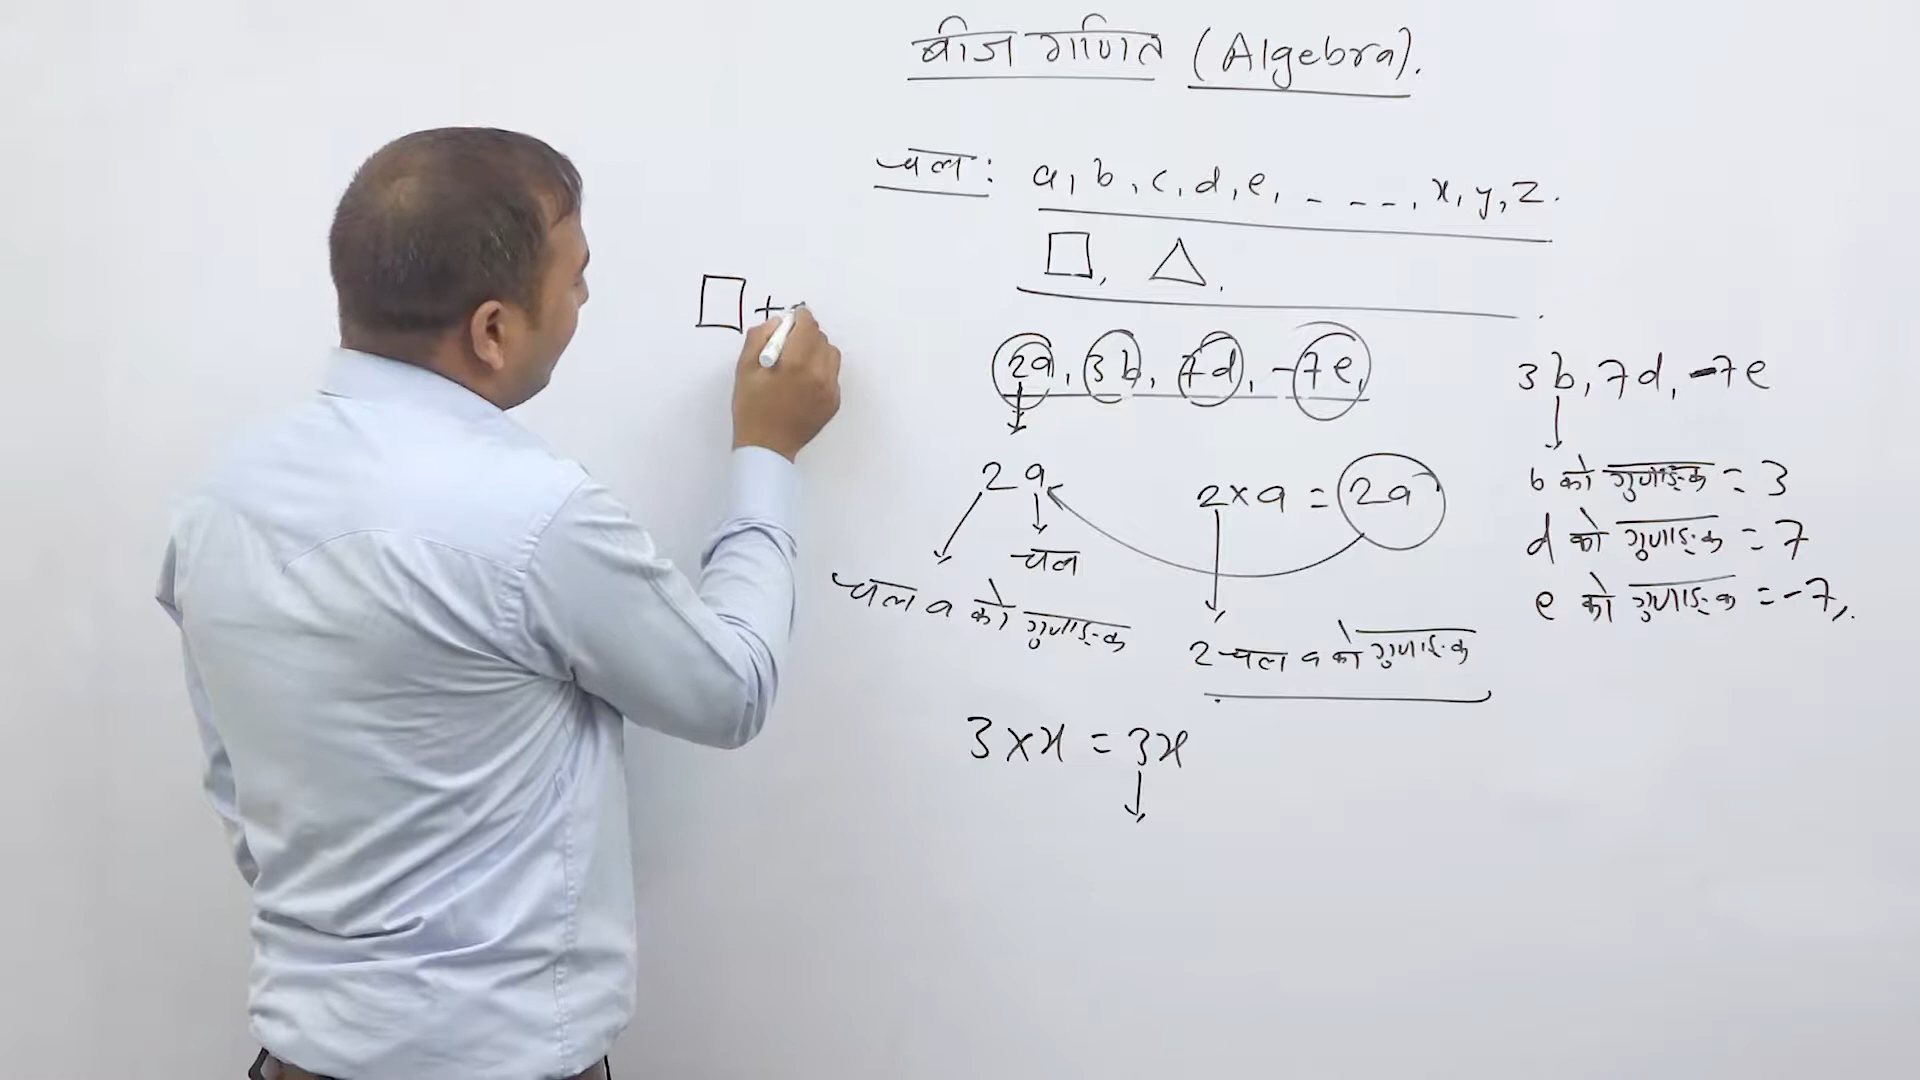 बीज गणित (Algebra).
चल: a, b, c, d, e, - - -, x, y, z.
□, △.
□ +
2a, 3b, 7d, -7e,
3b, 7d, -7e
2a
2×a = 2a
b को गुणाङ्क = 3
चल
d को गुणाङ्क = 7
चल a को गुणाङ्क
e को गुणाङ्क = -7,.
2 चल a को गुणाङ्क
3×x = 3x